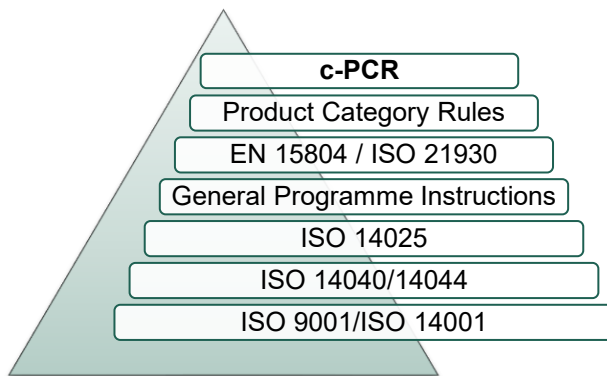 c-PCR
Product Category Rules
EN 15804 / ISO 21930
General Programme Instructions
ISO 14025
ISO 14040/14044
ISO 9001/ISO 14001